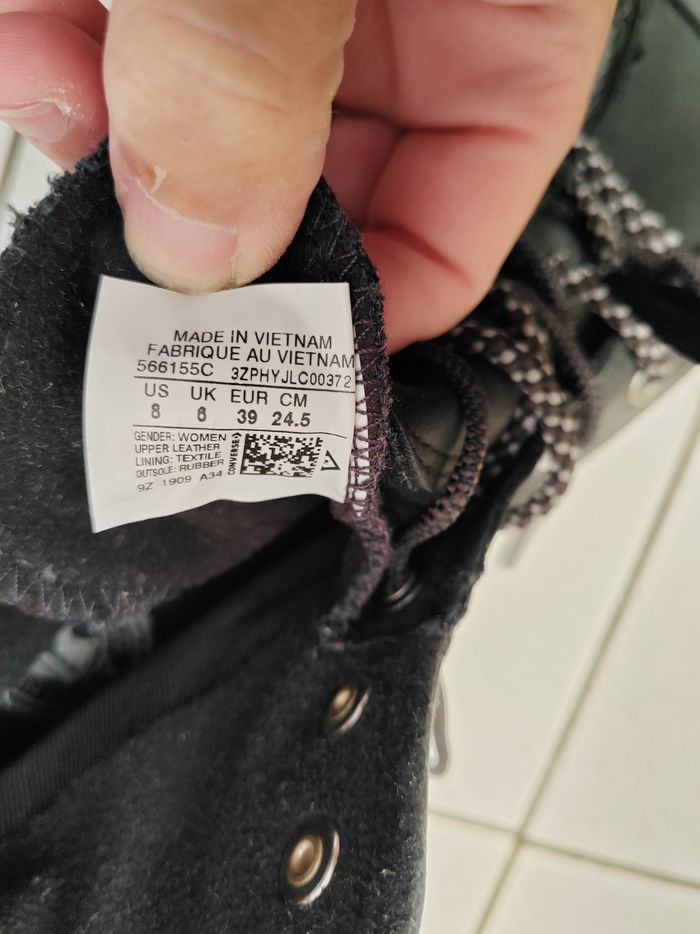 MADE IN VIETNAM
FABRIQUE AU VIETNAM
566155C 3ZPHYJLC00372
US UK EUR CM
8 6 39 24.5
GENDER: WOMEN
UPPER LEATHER
LINING: TEXTILE
OUTSOLE: RUBBER
9Z 1909 A34
CONVERSE